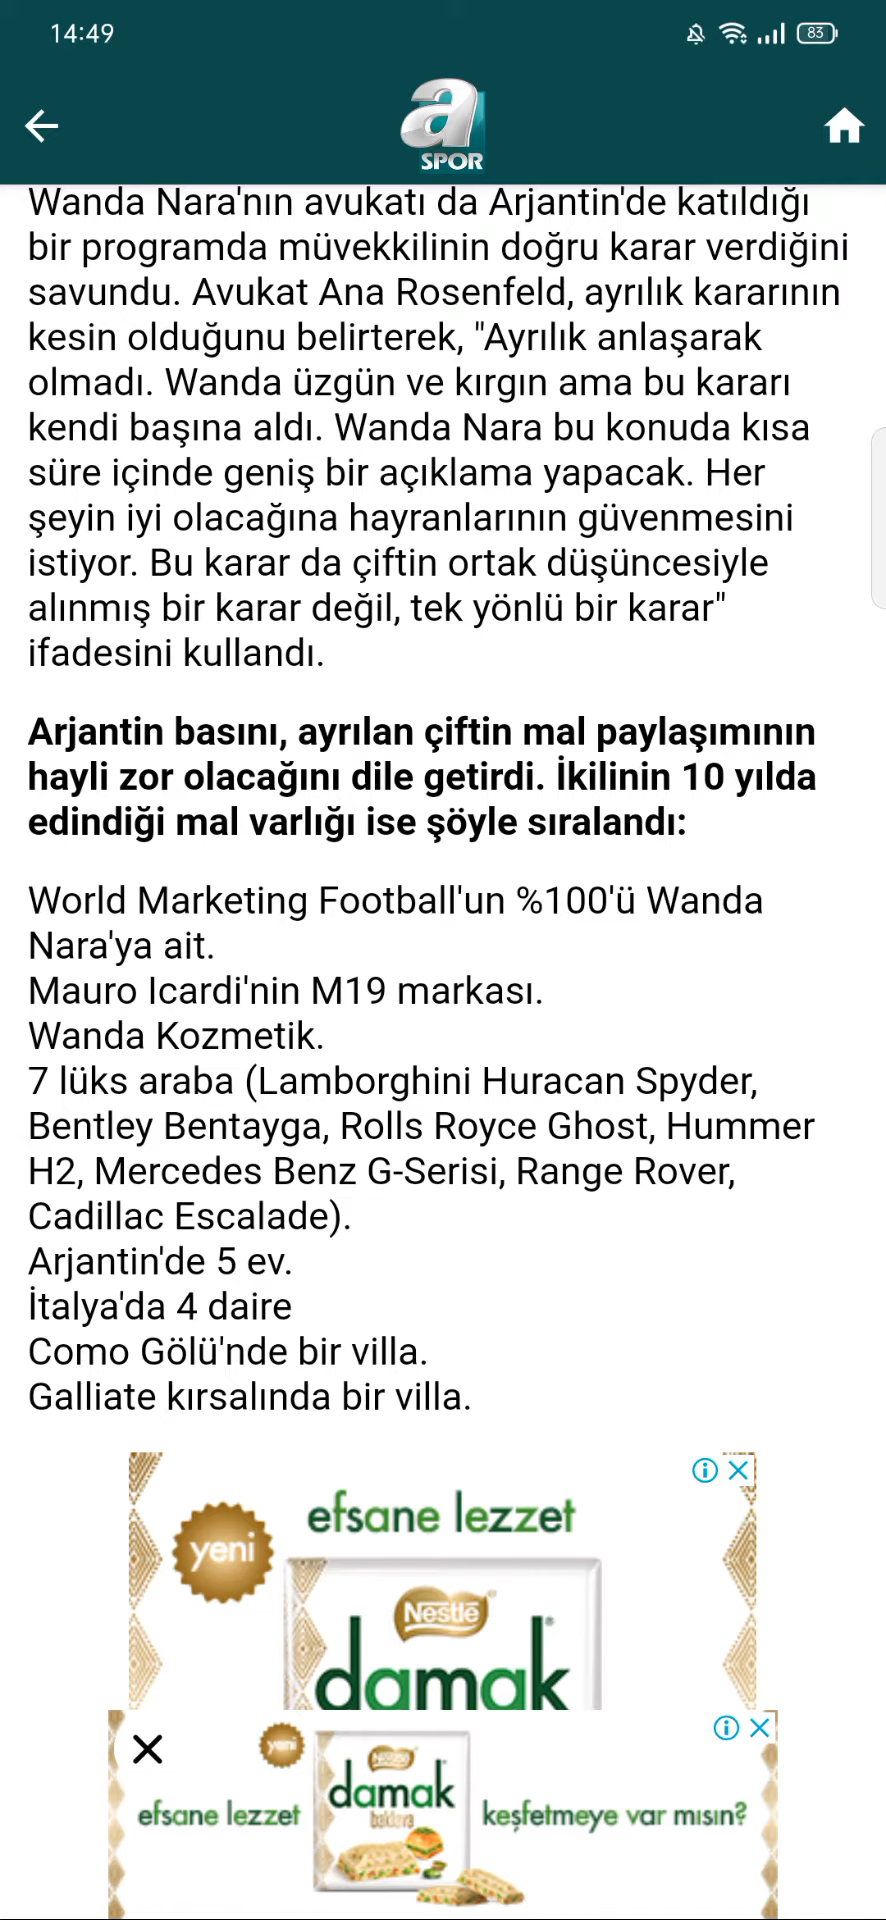 14:49
83
a
SPOR
Wanda Nara'nın avukatı da Arjantin'de katıldığı
bir programda müvekkilinin doğru karar verdiğini
savundu. Avukat Ana Rosenfeld, ayrılık kararının
kesin olduğunu belirterek, "Ayrılık anlaşarak
olmadı. Wanda üzgün ve kırgın ama bu kararı
kendi başına aldı. Wanda Nara bu konuda kısa
süre içinde geniş bir açıklama yapacak. Her
şeyin iyi olacağına hayranlarının güvenmesini
istiyor. Bu karar da çiftin ortak düşüncesiyle
alınmış bir karar değil, tek yönlü bir karar"
ifadesini kullandı.
Arjantin basını, ayrılan çiftin mal paylaşımının
hayli zor olacağını dile getirdi. İkilinin 10 yılda
edindiği mal varlığı ise şöyle sıralandı:
World Marketing Football'un %100'ü Wanda
Nara'ya ait.
Mauro Icardi'nin M19 markası.
Wanda Kozmetik.
7 lüks araba (Lamborghini Huracan Spyder,
Bentley Bentayga, Rolls Royce Ghost, Hummer
H2, Mercedes Benz G-Serisi, Range Rover,
Cadillac Escalade).
Arjantin'de 5 ev.
İtalya'da 4 daire
Como Gölü'nde bir villa.
Galliate kırsalında bir villa.
efsane lezzet
yeni
Nestlé
damak
yeni
Nestlé
damak
baklava
efsane lezzet
keşfetmeye var mısın?